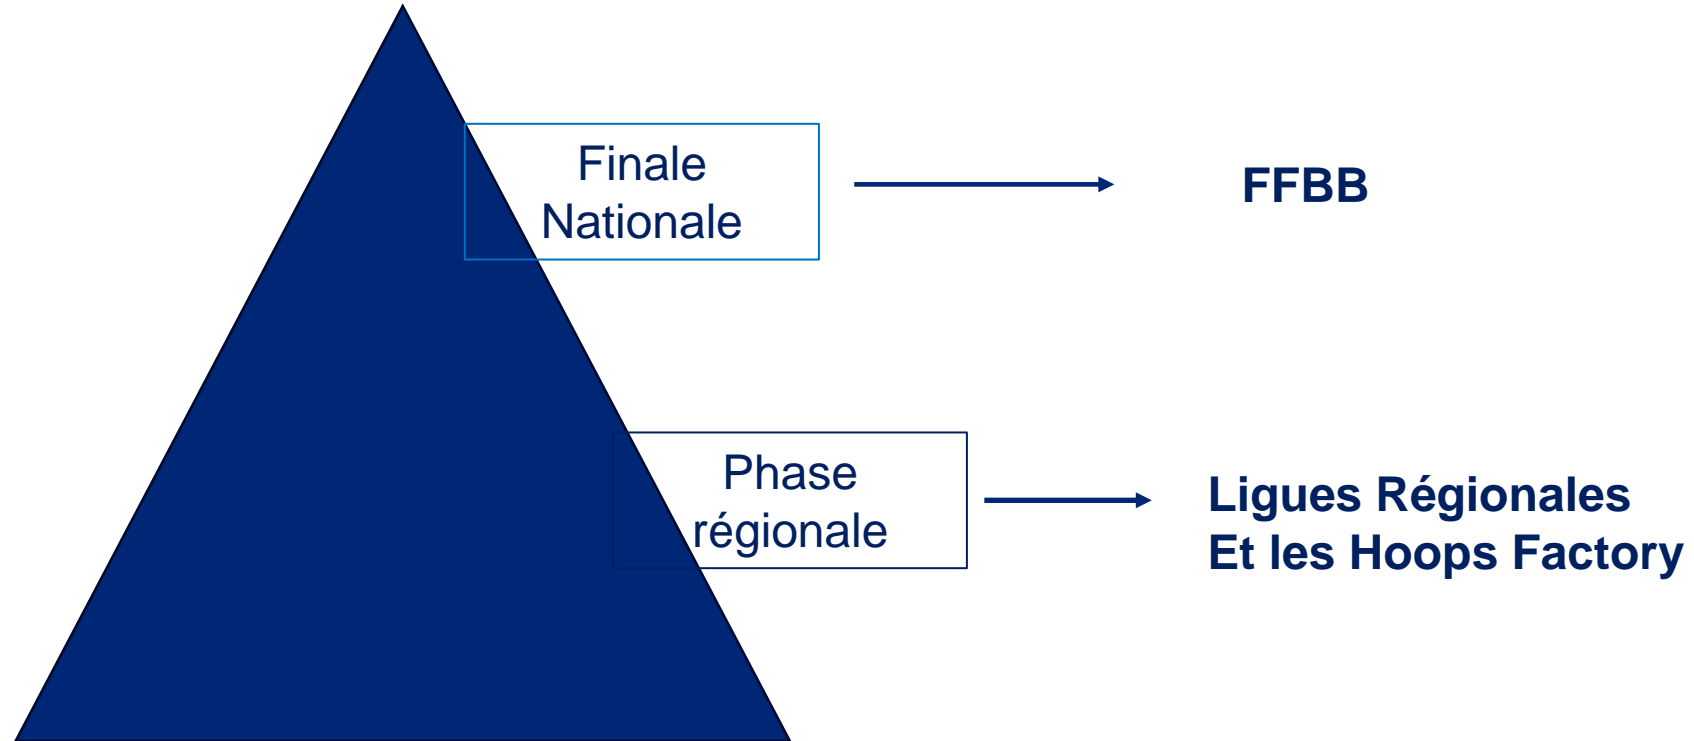 Finale
Nationale
FFBB
Phase
régionale
Ligues Régionales
Et les Hoops Factory